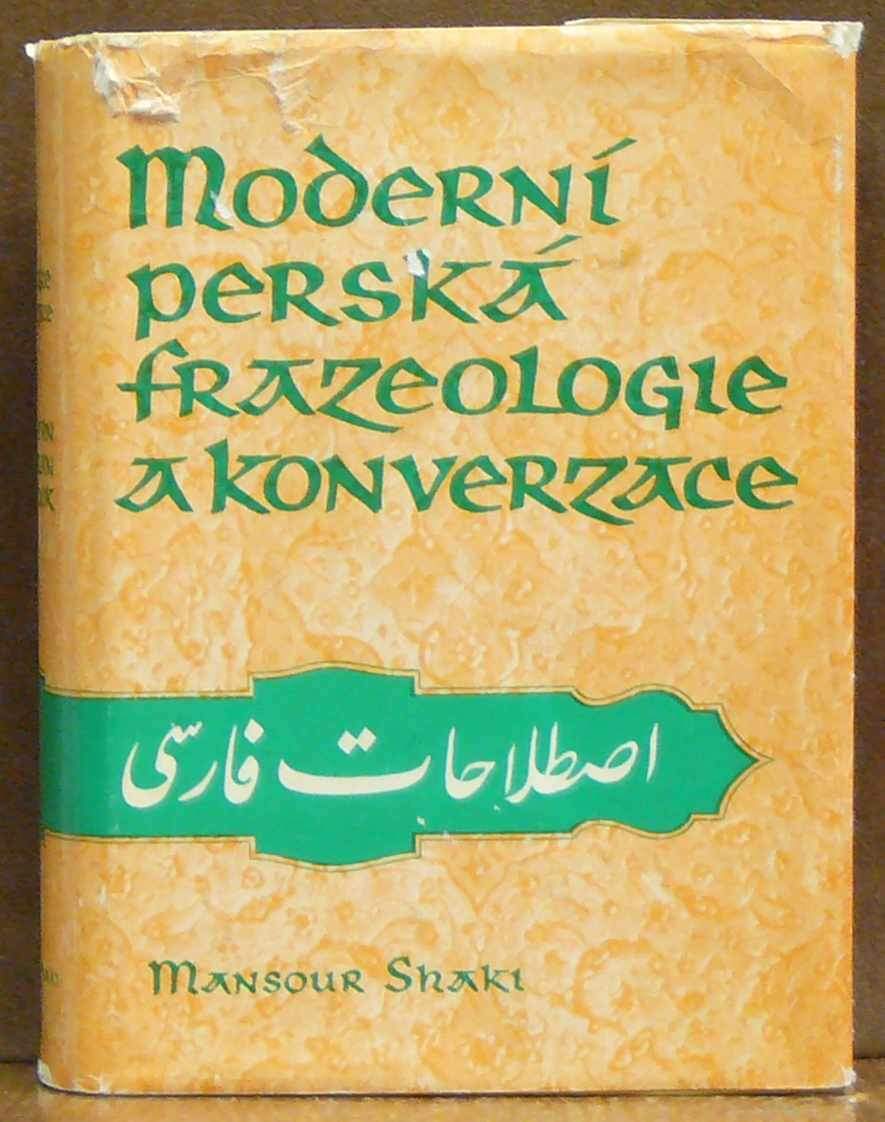 Moderní
perská
frazeologie
a konverzace
اصطلاحات فارسی
Mansour Shaki